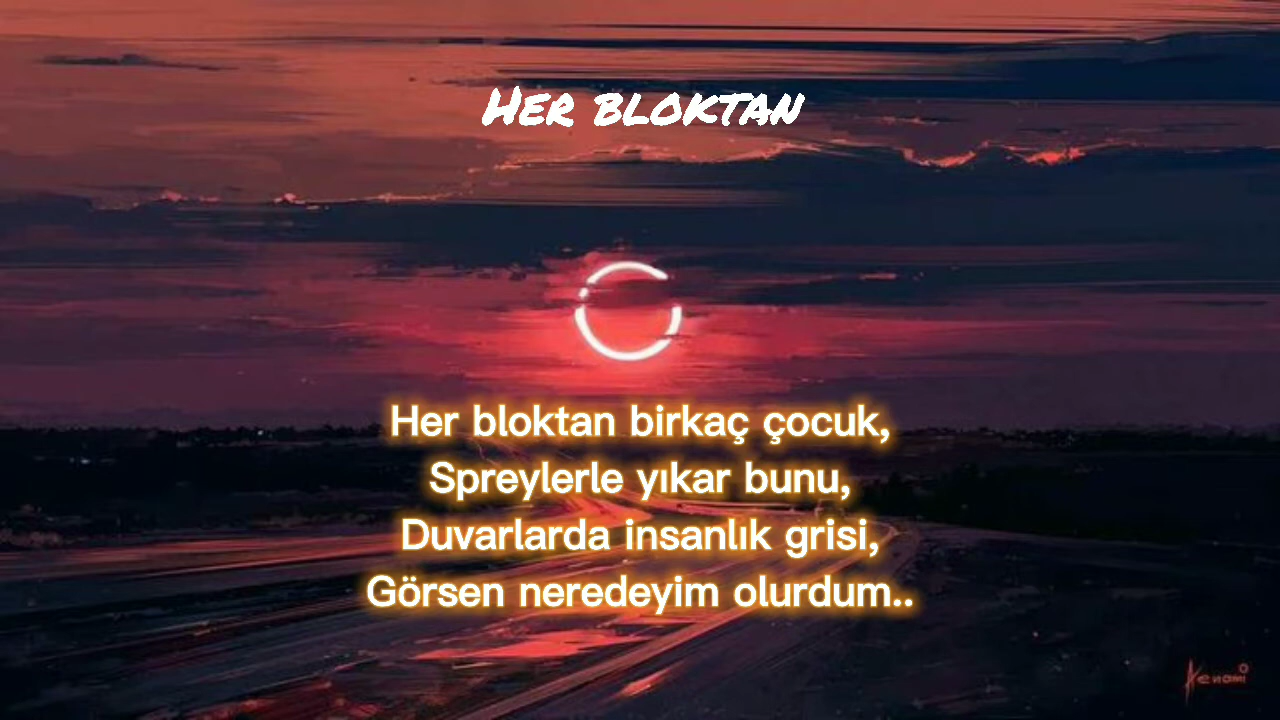 HER BLOKTAN
Her bloktan birkaç çocuk,
Spreylerle yıkar bunu,
Duvarlarda insanlık grisi,
Görsen neredeyim olurdum..